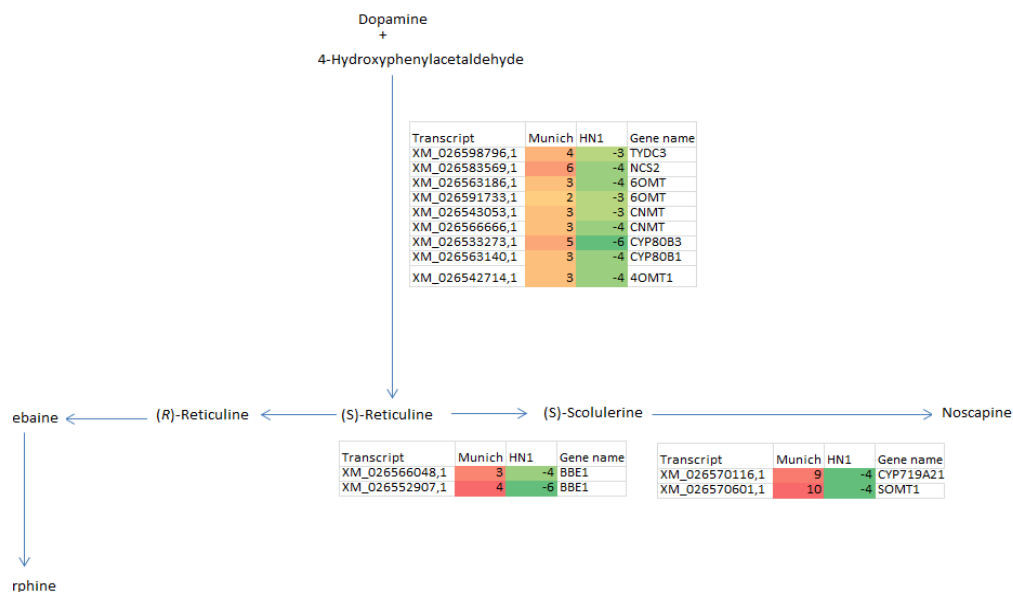 Dopamine
+
4-Hydroxyphenylacetaldehyde
Transcript Munich HN1 Gene name
XM_026598796,1 4 -3 TYDC3
XM_026583569,1 6 -4 NCS2
XM_026563186,1 3 -4 6OMT
XM_026591733,1 2 -3 6OMT
XM_026543053,1 3 -3 CNMT
XM_026566666,1 3 -4 CNMT
XM_026533273,1 5 -6 CYP80B3
XM_026563140,1 3 -4 CYP80B1
XM_026542714,1 3 -4 4OMT1
ebaine (R)-Reticuline (S)-Reticuline (S)-Scolulerine Noscapine
Transcript Munich HN1 Gene name
XM_026566048,1 3 -4 BBE1
XM_026552907,1 4 -6 BBE1
Transcript Munich HN1 Gene name
XM_026570116,1 9 -4 CYP719A21
XM_026570601,1 10 -4 SOMT1
rphine